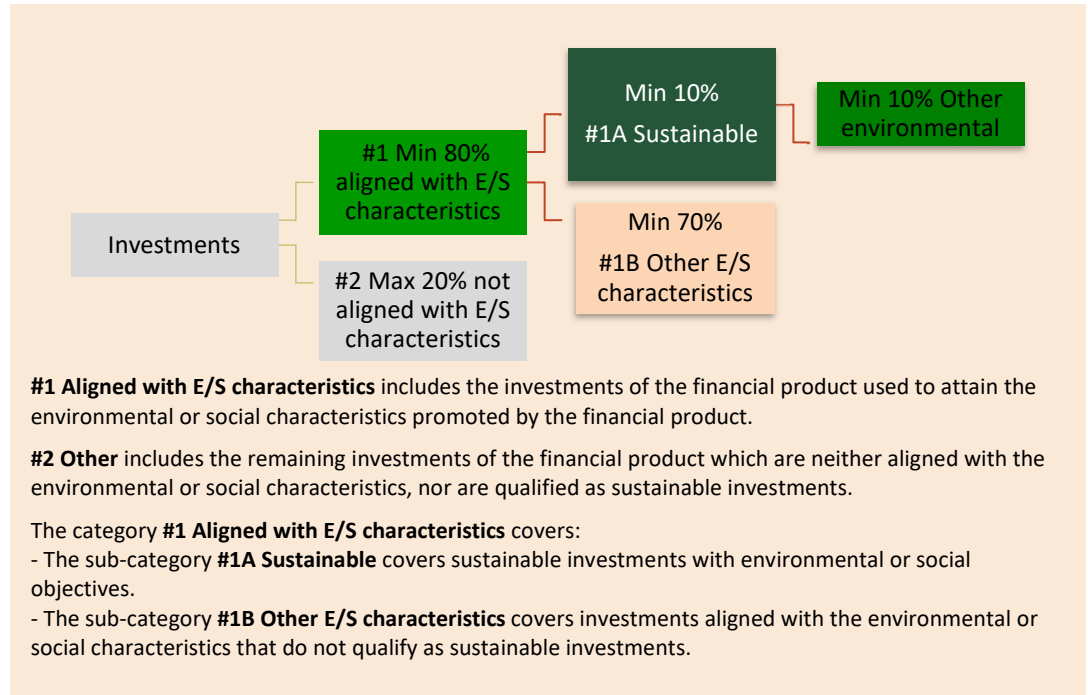 Min 10%
#1A Sustainable
Min 10% Other
environmental
#1 Min 80%
aligned with E/S
characteristics
Min 70%
#1B Other E/S
characteristics
Investments
#2 Max 20% not
aligned with E/S
characteristics
#1 Aligned with E/S characteristics includes the investments of the financial product used to attain the
environmental or social characteristics promoted by the financial product.
#2 Other includes the remaining investments of the financial product which are neither aligned with the
environmental or social characteristics, nor are qualified as sustainable investments.
The category #1 Aligned with E/S characteristics covers:
- The sub-category #1A Sustainable covers sustainable investments with environmental or social
objectives.
- The sub-category #1B Other E/S characteristics covers investments aligned with the environmental or
social characteristics that do not qualify as sustainable investments.